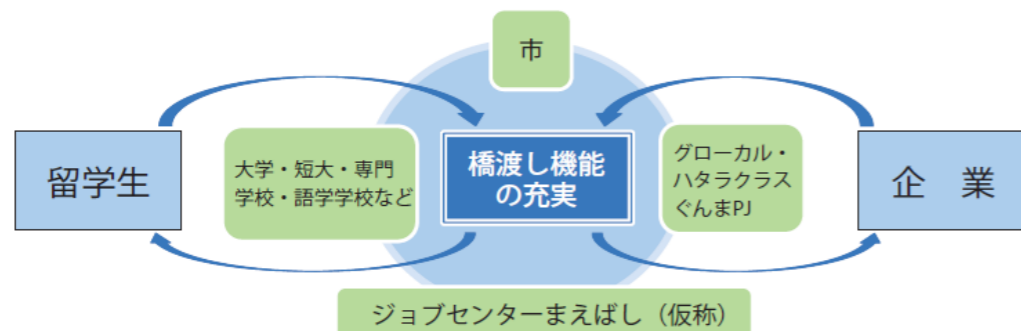 市
留学生
大学・短大・専門
学校・語学学校など
橋渡し機能
の充実
グローカル・
ハタラクラス
ぐんまPJ
企　業
ジョブセンターまえばし（仮称）